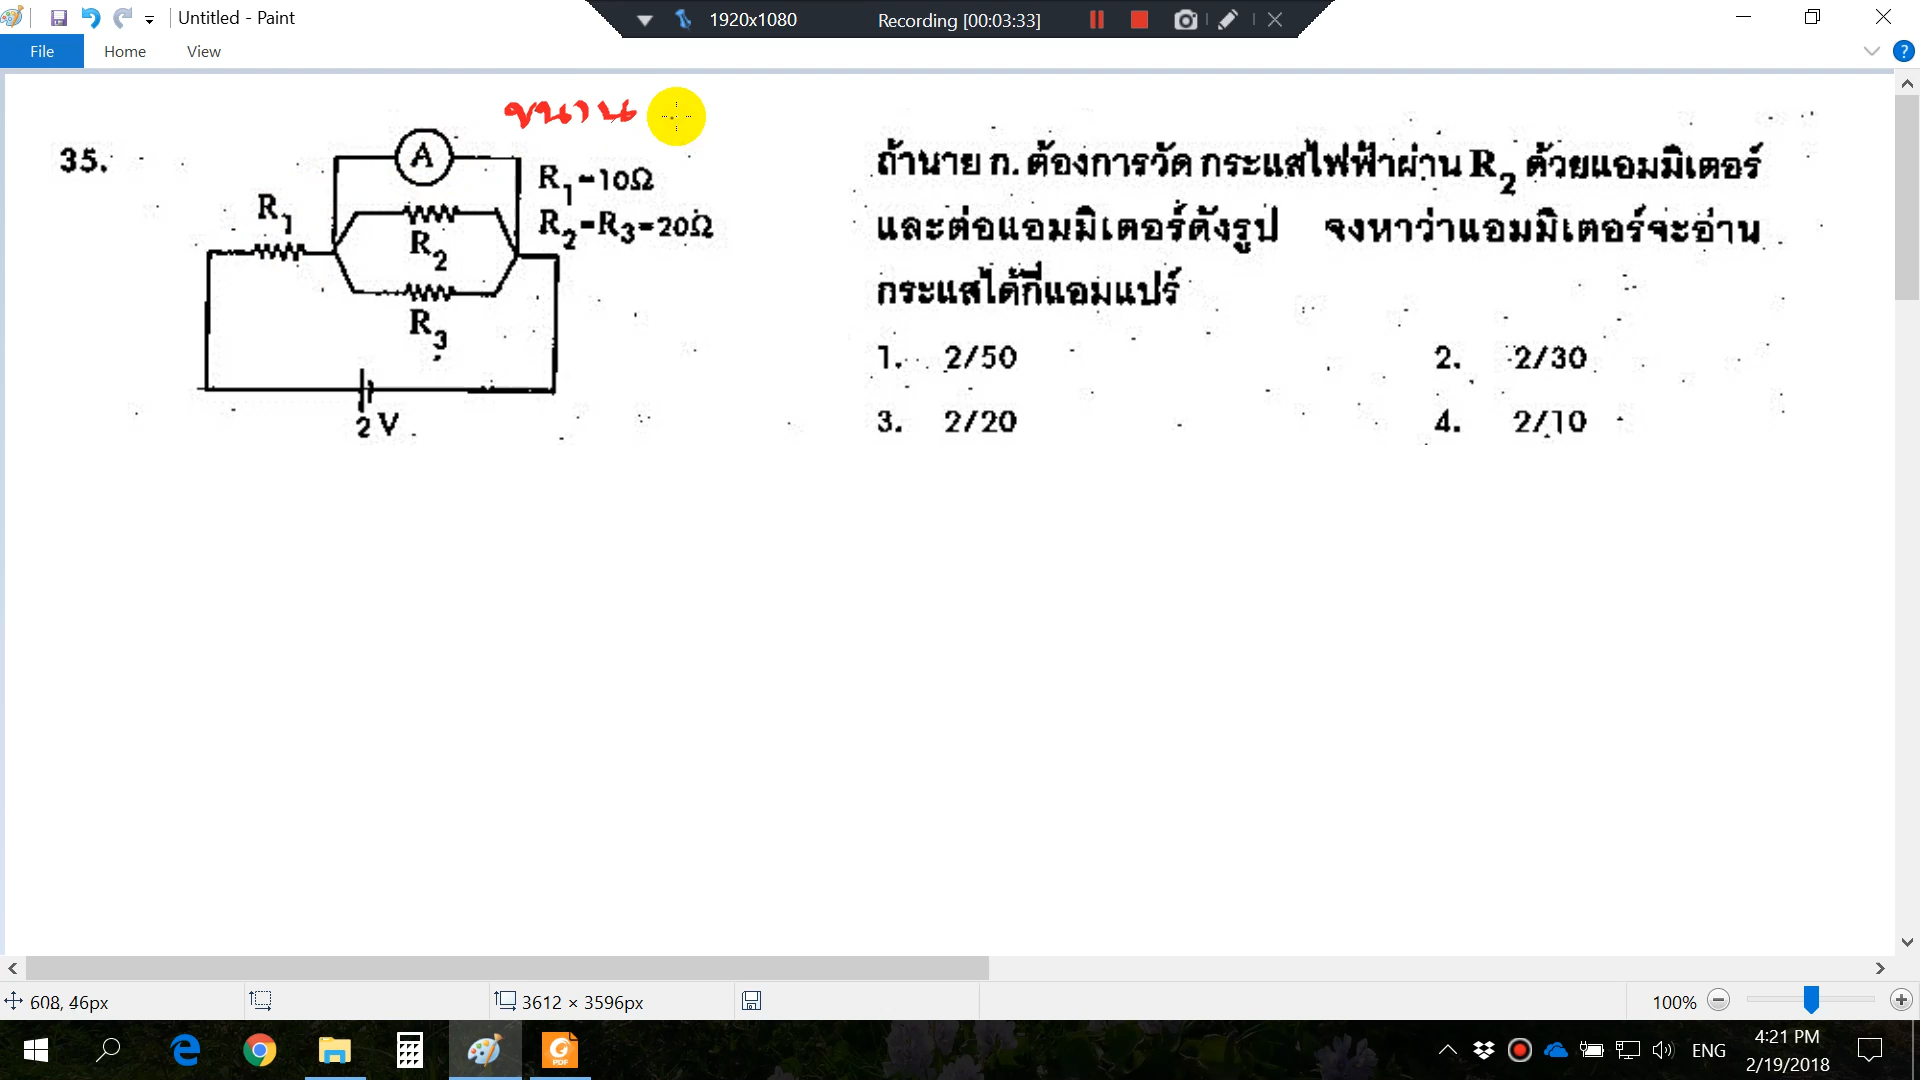 Untitled - Paint
1920x1080
Recording [00:03:33]
File
Home
View
ขนาน
35.
A
R1
R2
R3
2 V
R1=10Ω
R2=R3=20Ω
ถ้านาย ก. ต้องการวัด กระแสไฟฟ้าผ่าน R2 ด้วยแอมมิเตอร์
และต่อแอมมิเตอร์ดังรูป จงหาว่าแอมมิเตอร์จะอ่าน
กระแสได้กี่แอมแปร์
1. 2/50
2. 2/30
3. 2/20
4. 2/10
608, 46px
3612 × 3596px
100%
PDF
ENG
4:21 PM
2/19/2018